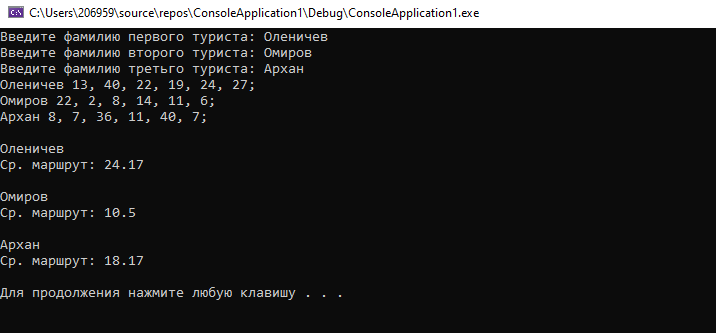 C:\Users\206959\source\repos\ConsoleApplication1\Debug\ConsoleApplication1.exe
Введите фамилию первого туриста: Оленичев
Введите фамилию второго туриста: Омиров
Введите фамилию третьго туриста: Архан
Оленичев 13, 40, 22, 19, 24, 27;
Омиров 22, 2, 8, 14, 11, 6;
Архан 8, 7, 36, 11, 40, 7;
Оленичев
Ср. маршрут: 24.17
Омиров
Ср. маршрут: 10.5
Архан
Ср. маршрут: 18.17
Для продолжения нажмите любую клавишу . . .